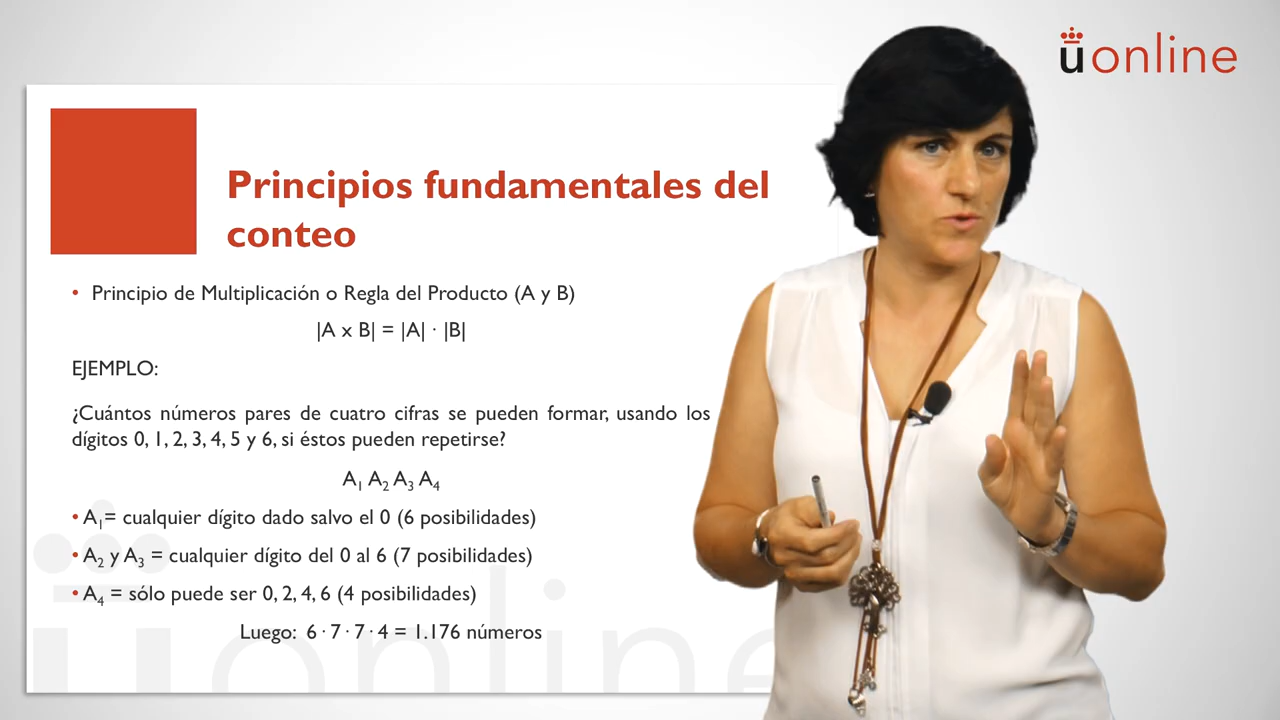 üonline
Principios fundamentales del
conteo
• Principio de Multiplicación o Regla del Producto (A y B)
|A x B| = |A| · |B|
EJEMPLO:
¿Cuántos números pares de cuatro cifras se pueden formar, usando los
dígitos 0, 1, 2, 3, 4, 5 y 6, si éstos pueden repetirse?
A₁ A₂ A₃ A₄
• A₁= cualquier dígito dado salvo el 0 (6 posibilidades)
• A₂ y A₃ = cualquier dígito del 0 al 6 (7 posibilidades)
• A₄ = sólo puede ser 0, 2, 4, 6 (4 posibilidades)
Luego: 6 · 7 · 7 · 4 = 1.176 números
üonline